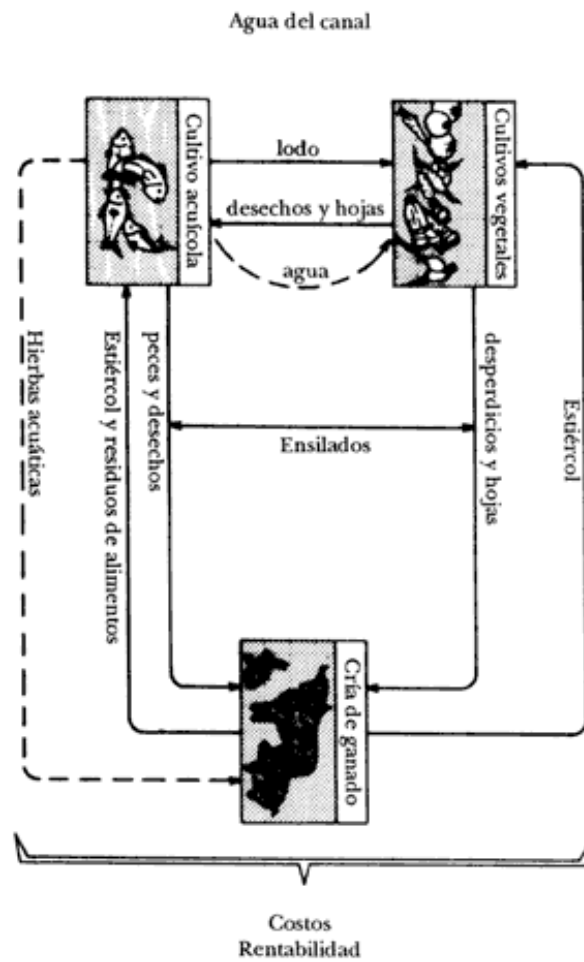 Agua del canal
Cultivo acuícola
Cultivos vegetales
lodo
desechos y hojas
agua
Hierbas acuáticas
Estiércol y residuos de alimentos
peces y desechos
Ensilados
desperdicios y hojas
Estiércol
Cría de ganado
Costos
Rentabilidad